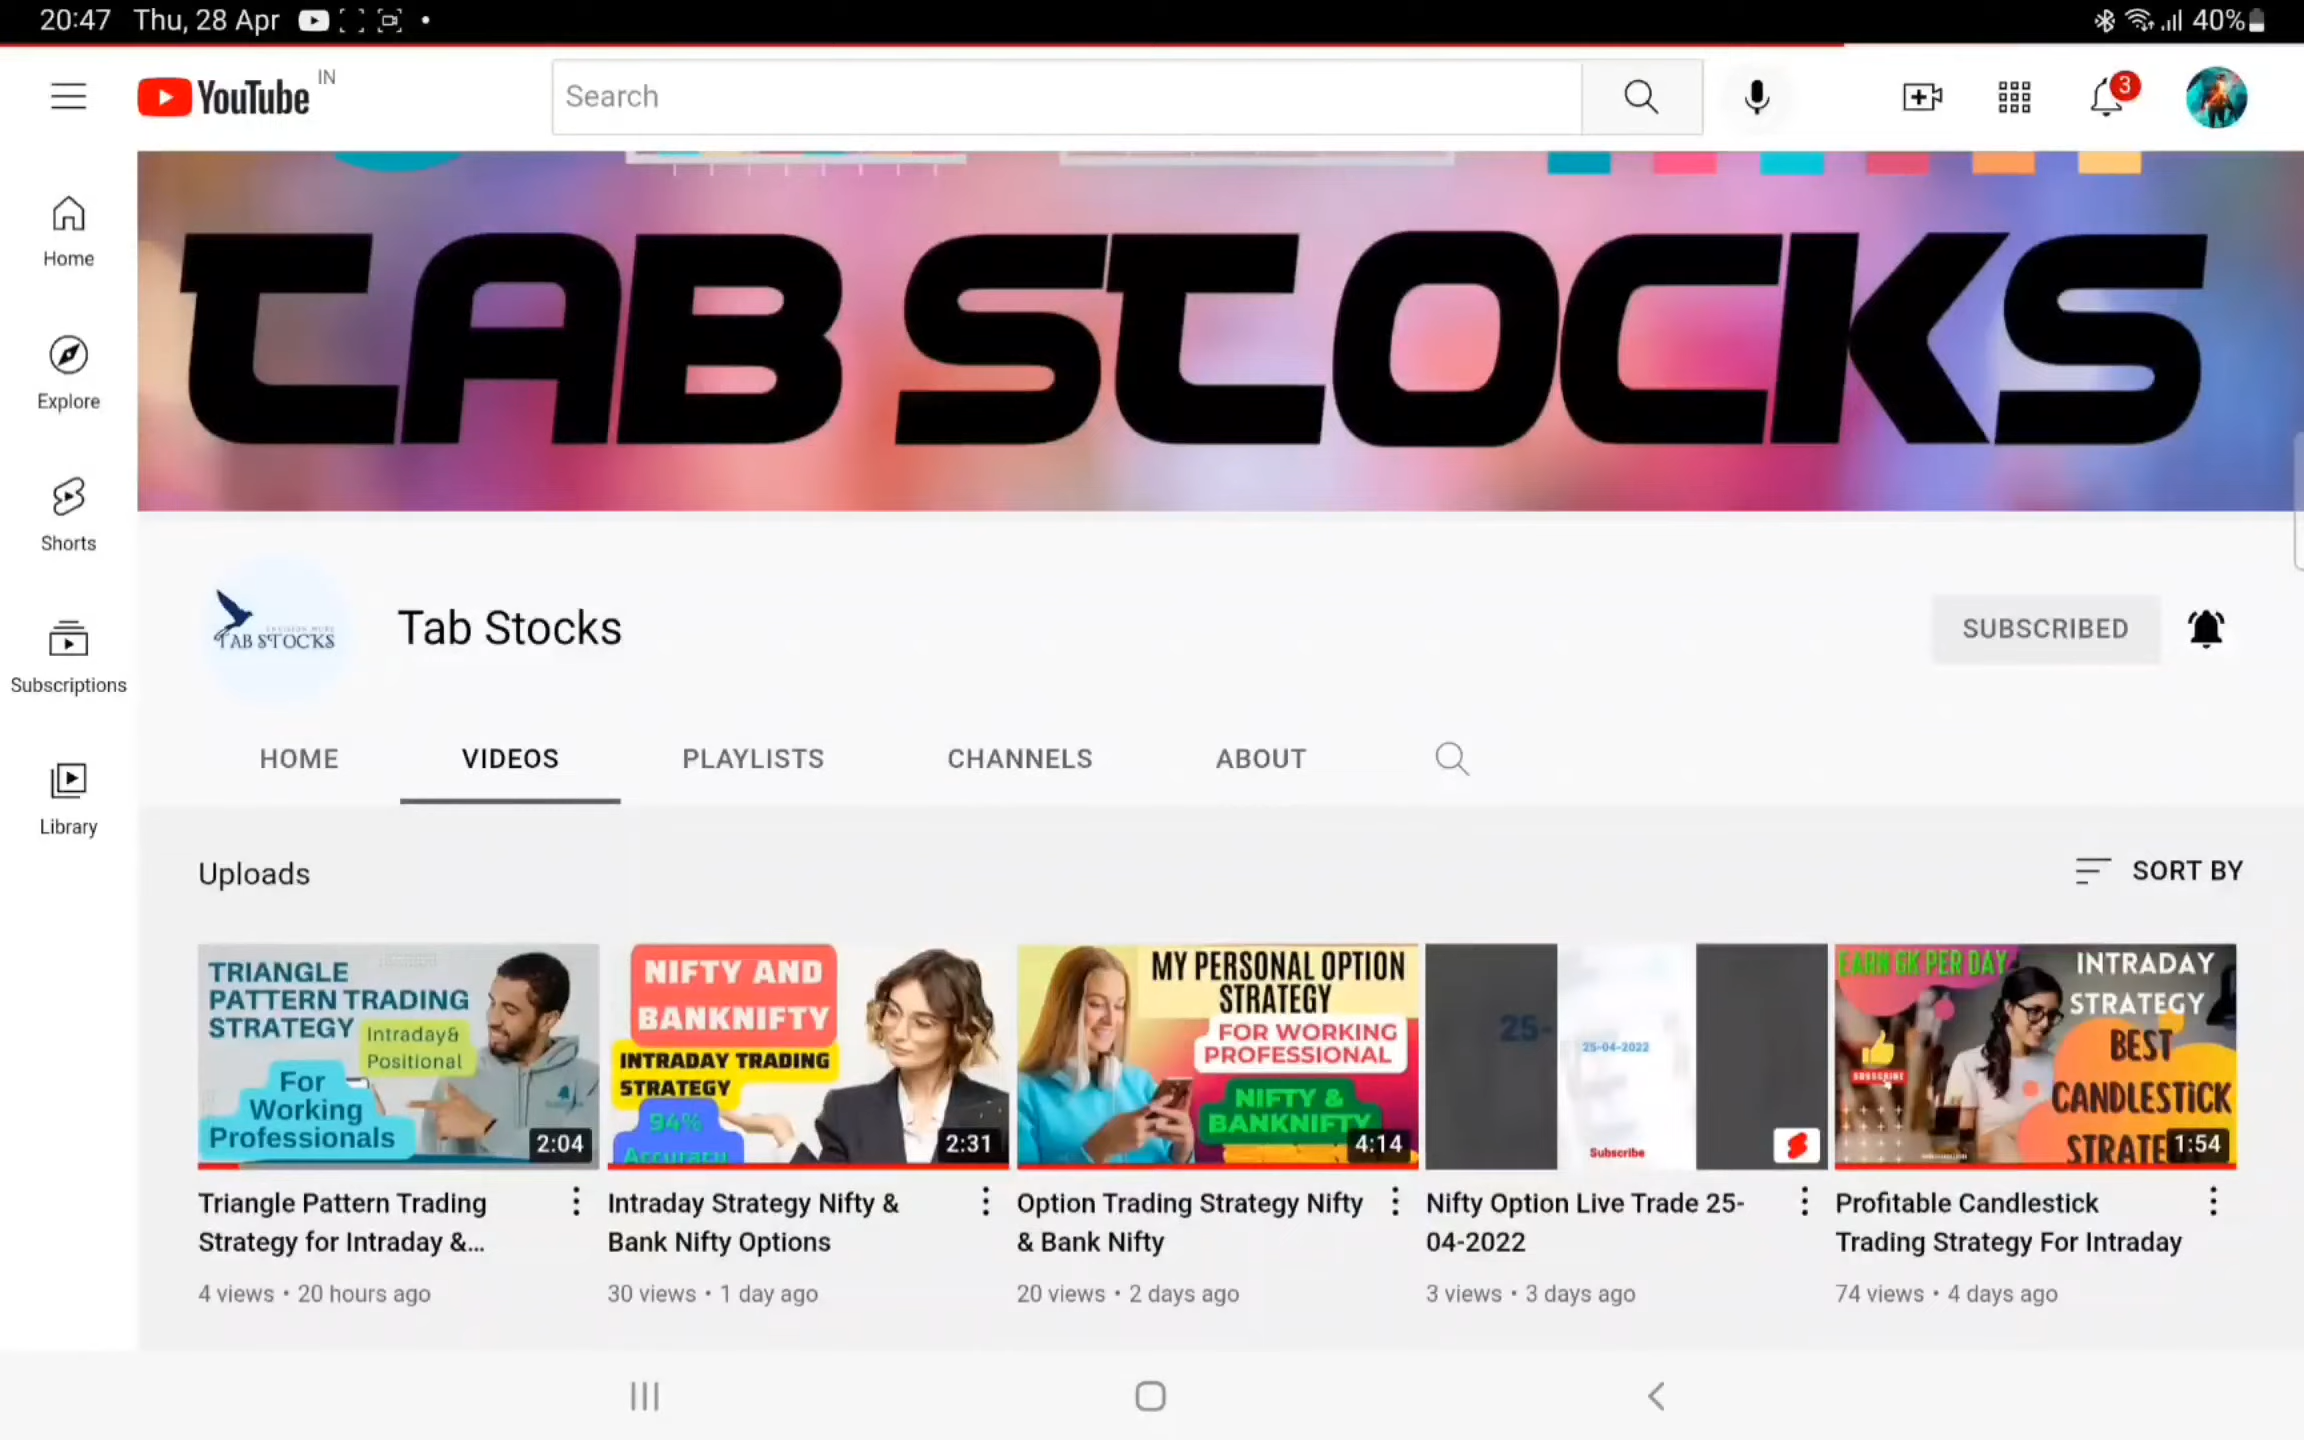 20:47 Thu, 28 Apr
40%
YouTube IN
Search
3
TAB STOCKS
Home
Explore
Shorts
Subscriptions
Library
ENVISION MORE
TAB STOCKS
Tab Stocks
SUBSCRIBED
HOME VIDEOS PLAYLISTS CHANNELS ABOUT
Uploads
SORT BY
TRIANGLE
PATTERN TRADING
STRATEGY
Intraday&
Positional
For
Working
Professionals
2:04
Triangle Pattern Trading
Strategy for Intraday &...
4 views • 20 hours ago
NIFTY AND
BANKNIFTY
INTRADAY TRADING
STRATEGY
94%
Accuracy
2:31
Intraday Strategy Nifty &
Bank Nifty Options
30 views • 1 day ago
MY PERSONAL OPTION
STRATEGY
FOR WORKING
PROFESSIONAL
NIFTY &
BANKNIFTY
4:14
Option Trading Strategy Nifty
& Bank Nifty
20 views • 2 days ago
25-
25-04-2022
Subscribe
Nifty Option Live Trade 25-
04-2022
3 views • 3 days ago
EARN 6K PER DAY
INTRADAY
STRATEGY
BEST
CANDLESTICK
STRATE
SUBSCRIBE
1:54
Profitable Candlestick
Trading Strategy For Intraday
74 views • 4 days ago